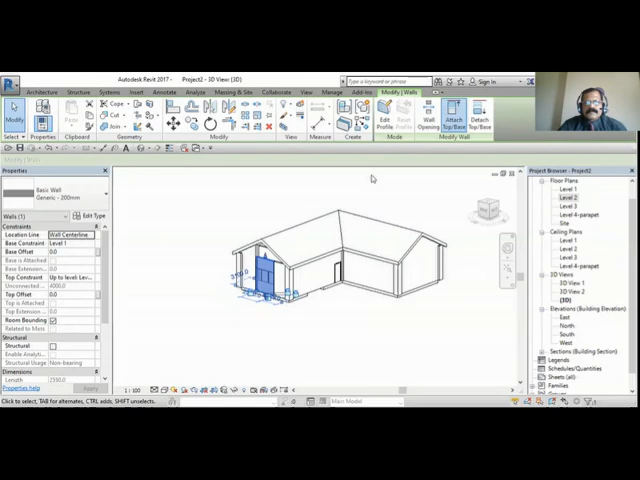 Autodesk Revit 2017 - Project2 - 3D View: {3D}
Type a keyword or phrase
Sign In
Architecture Structure Systems Insert Annotate Analyze Massing & Site Collaborate View Manage Add-Ins Modify | Walls
Modify
Paste
Cope
Cut
Join
Edit Profile
Wall Opening
Attach Top/Base
Detach Top/Base
Select Properties Clipboard Geometry Modify View Measure Create Mode Modify Wall
Modify | Walls
Properties
Basic Wall
Generic - 200mm
Walls (1)
Edit Type
Constraints
Location Line Wall Centerline
Base Constraint Level 1
Base Offset 0.0
Base is Attached
Base Extension...
Top Constraint Up to level: Lev...
Unconnected ... 4000.0
Top Offset 0.0
Top is Attached
Top Extension...
Room Bounding
Related to Mass
Structural
Structural
Enable Analyti...
Structural Usage Non-bearing
Dimensions
Length 2350.0
Properties help
Apply
Project Browser - Project2
Floor Plans
Level 1
Level 2
Level 3
Level 4-parapet
Site
Ceiling Plans
Level 1
Level 2
Level 3
Level 4-parapet
3D Views
3D View 1
3D View 2
{3D}
Elevations (Building Elevation)
East
North
South
West
Sections (Building Section)
Legends
Schedules/Quantities
Sheets (all)
Families
1 : 100
Click to select, TAB for alternates, CTRL adds, SHIFT unselects.
Main Model